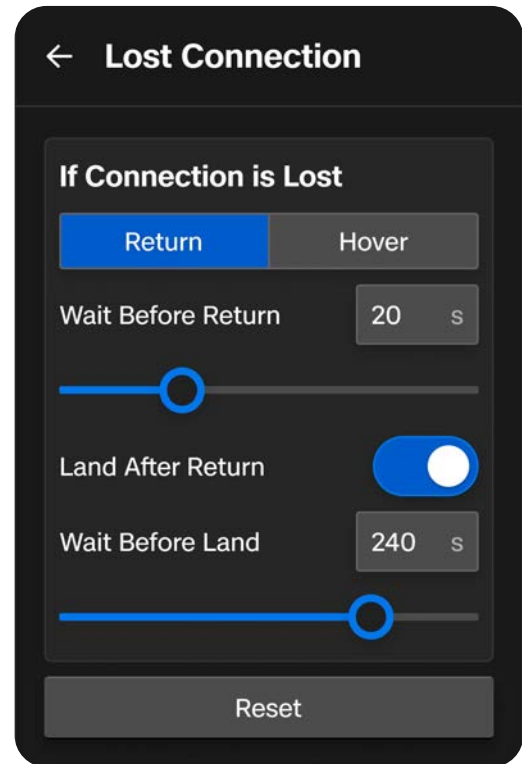 Lost Connection
If Connection is Lost
Return Hover
Wait Before Return 20 s
Land After Return
Wait Before Land 240 s
Reset